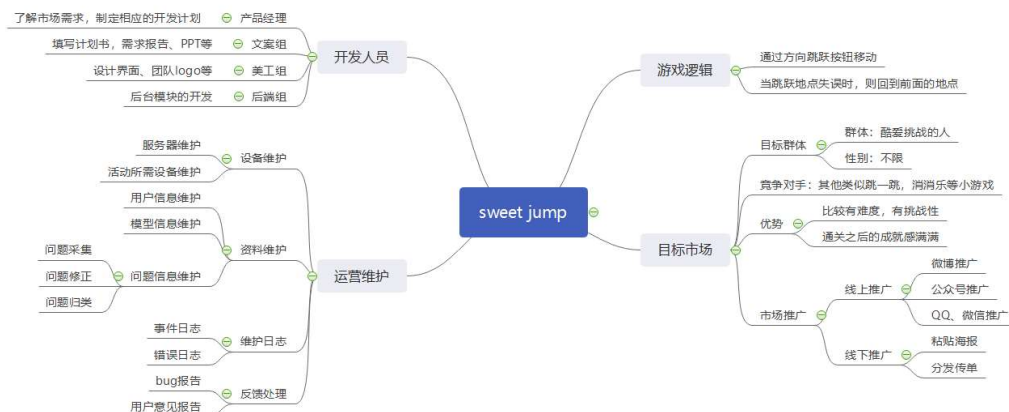 sweet jump
开发人员
产品经理
了解市场需求，制定相应的开发计划
文案组
填写计划书，需求报告、PPT等
美工组
设计界面、团队logo等
后端组
后台模块的开发
运营维护
设备维护
服务器维护
活动所需设备维护
资料维护
用户信息维护
模型信息维护
问题信息维护
问题采集
问题修正
问题归类
维护日志
事件日志
错误日志
反馈处理
bug报告
用户意见报告
游戏逻辑
通过方向跳跃按钮移动
当跳跃地点失误时，则回到前面的地点
目标市场
目标群体
群体：酷爱挑战的人
性别：不限
竞争对手：其他类似跳一跳，消消乐等小游戏
优势
比较有难度，有挑战性
通关之后的成就感满满
市场推广
线上推广
微博推广
公众号推广
QQ、微信推广
线下推广
粘贴海报
分发传单